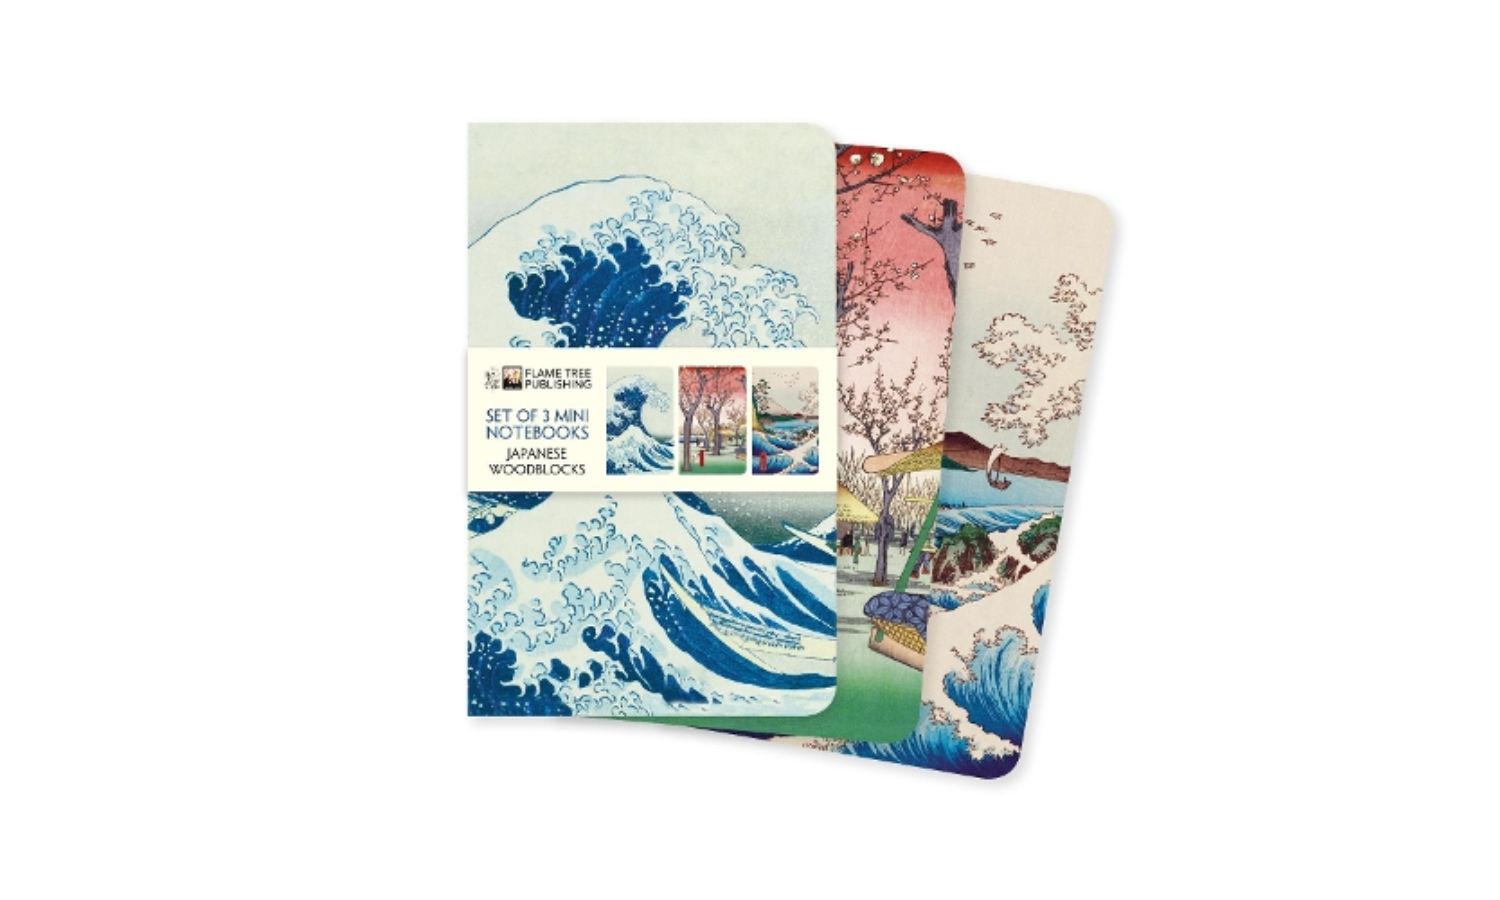 FLAME TREE
PUBLISHING
SET OF 3 MINI
NOTEBOOKS
JAPANESE
WOODBLOCKS